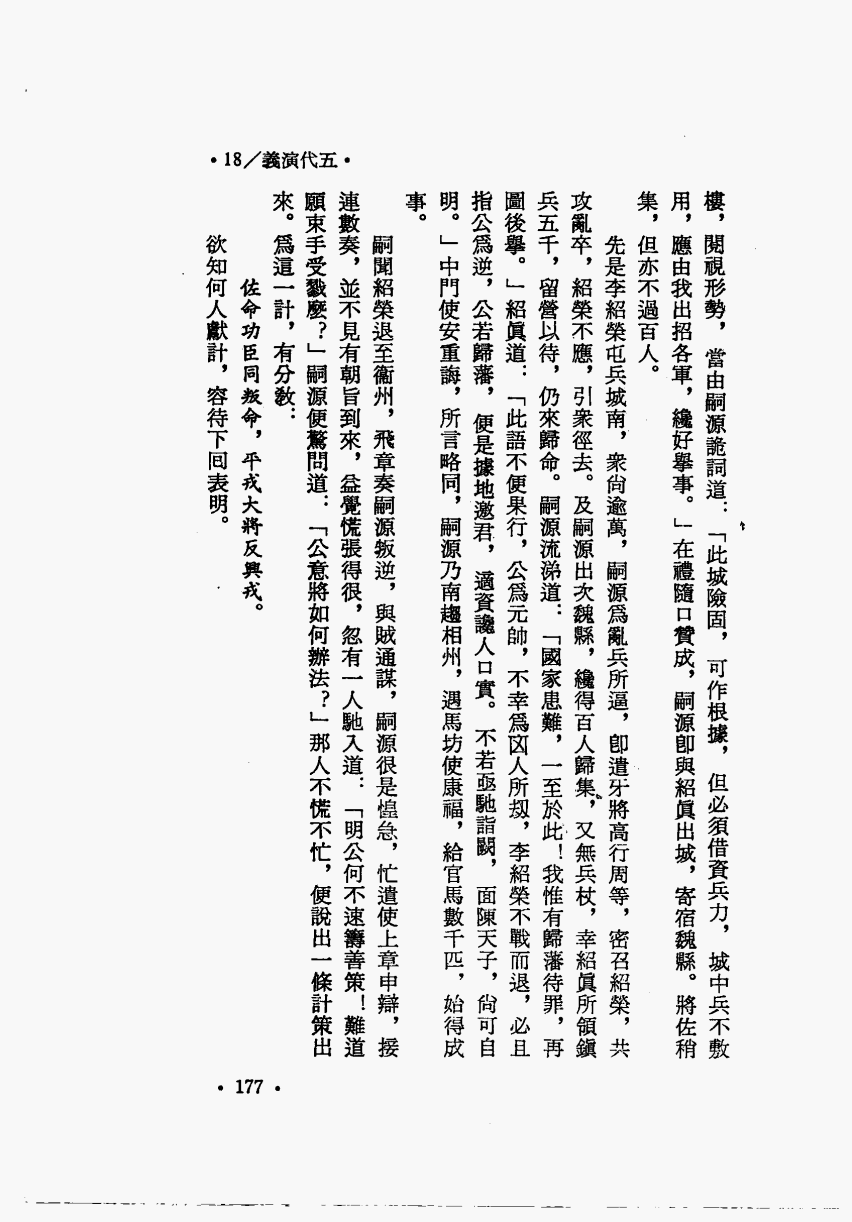 •18/義演代五•
樓，閱視形勢，當由嗣源詭詞道：「此城險固，可作根據，但必須借資兵力，城中兵不敷
用，應由我出招各軍，纔好舉事。」在禮隨口贊成，嗣源卽與紹眞出城，寄宿魏縣。將佐稍
集，但亦不過百人。
先是李紹榮屯兵城南，衆尙逾萬，嗣源爲亂兵所逼，卽遣牙將高行周等，密召紹榮，共
攻亂卒，紹榮不應，引衆徑去。及嗣源出次魏縣，纔得百人歸集，又無兵杖，幸紹眞所領鎭
兵五千，留營以待，仍來歸命。嗣源流涕道：「國家患難，一至於此！我惟有歸藩待罪，再
圖後擧。」紹眞道：「此語不便果行，公爲元帥，不幸爲凶人所刼，李紹榮不戰而退，必且
指公爲逆，公若歸藩，便是據地邀君，適資讒人口實。不若亟馳詣闕，面陳天子，尙可自
明。」中門使安重誨，所言略同，嗣源乃南趨相州，遇馬坊使康福，給官馬數千匹，始得成
事。
嗣聞紹榮退至衞州，飛章奏嗣源叛逆，與賊通謀，嗣源很是惶急，忙遣使上章申辯，接
連數奏，並不見有朝旨到來，益覺慌張得很，忽有一人馳入道：「明公何不速籌善策！難道
願束手受戮麼？」嗣源便驚問道：「公意將如何辦法？」那人不慌不忙，便說出一條計策出
來。爲這一計，有分敎：
佐命功臣同叛命，平戎大將反興戎。
欲知何人獻計，容待下回表明。
•177•